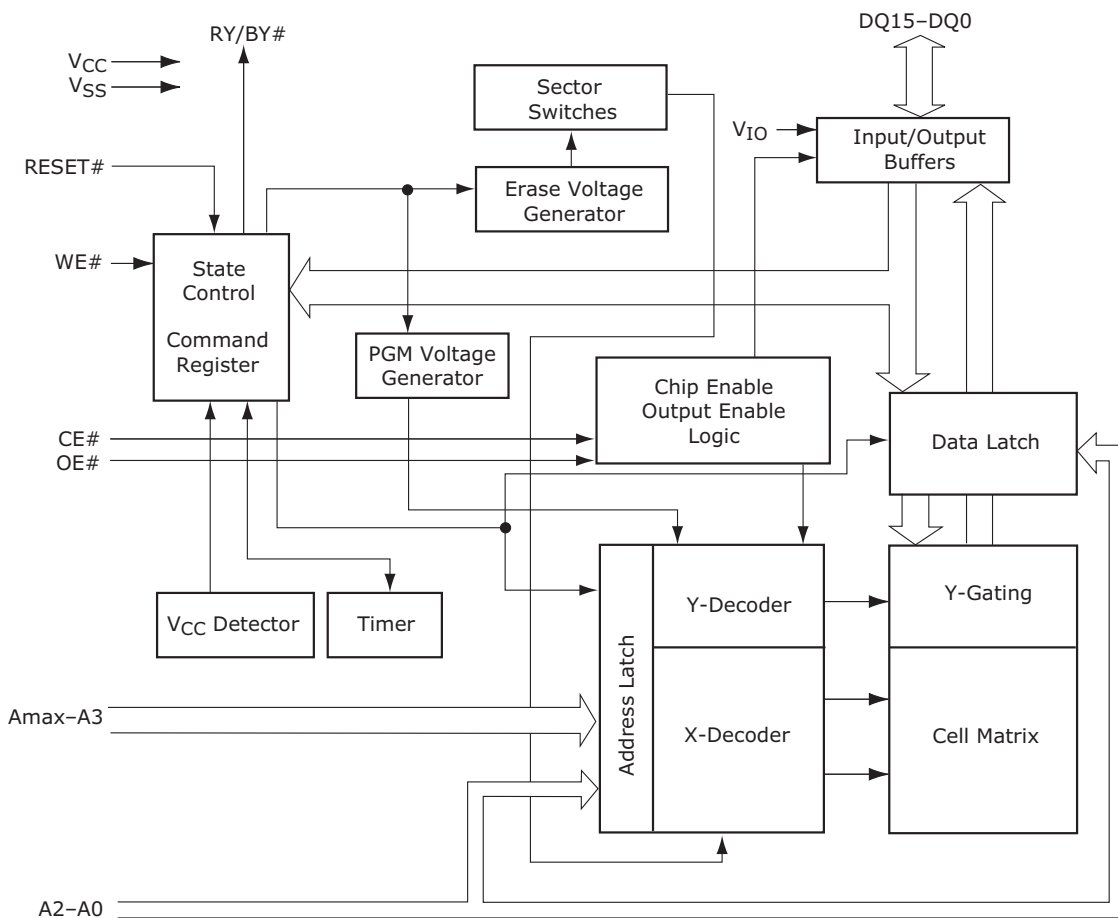 RY/BY#
DQ15–DQ0
VCC
VSS
Sector
Switches
VIO
Input/Output
Buffers
RESET#
Erase Voltage
Generator
WE#
State
Control
Command
Register
PGM Voltage
Generator
Chip Enable
Output Enable
Logic
CE#
OE#
Data Latch
Y-Decoder
Y-Gating
VCC Detector
Timer
Address Latch
Amax–A3
X-Decoder
Cell Matrix
A2–A0